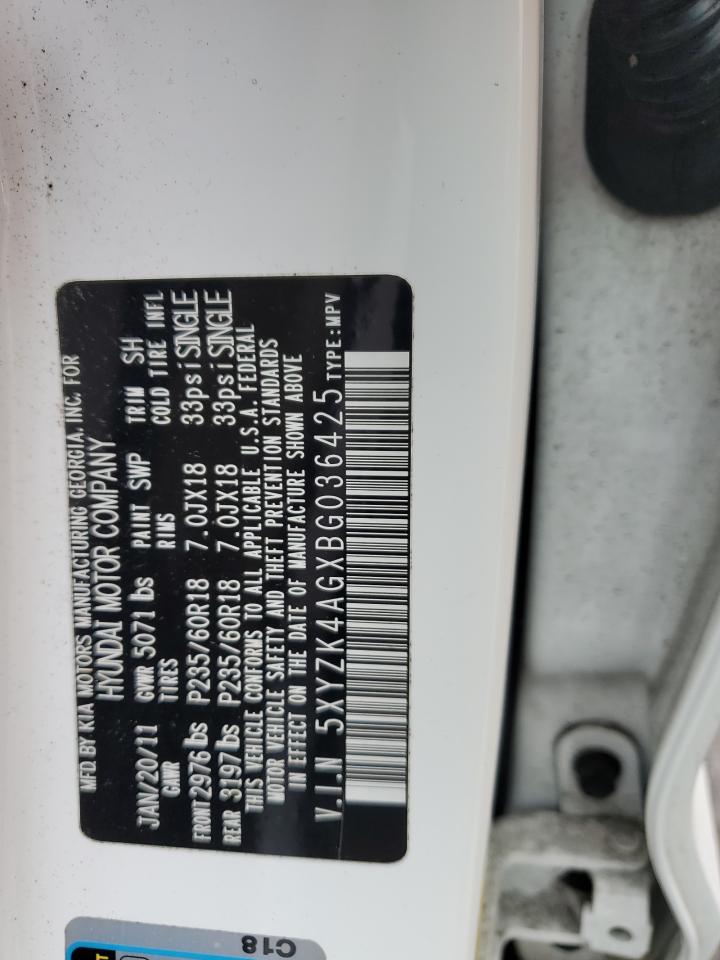 MFD. BY KIA MOTORS MANUFACTURING GEORGIA, INC. FOR
HYUNDAI MOTOR COMPANY
JAN/20/11 GVWR 5071 lbs PAINT SWP TRIM SH
GAWR TIRES RIMS COLD TIRE INFL
FRONT 2976 lbs P235/60R18 7.0JX18 33psi SINGLE
REAR 3197 lbs P235/60R18 7.0JX18 33psi SINGLE
THIS VEHICLE CONFORMS TO ALL APPLICABLE U.S.A. FEDERAL
MOTOR VEHICLE SAFETY AND THEFT PREVENTION STANDARDS
IN EFFECT ON THE DATE OF MANUFACTURE SHOWN ABOVE
V.I.N 5XYZK4AGXBG036425 TYPE:MPV
C18